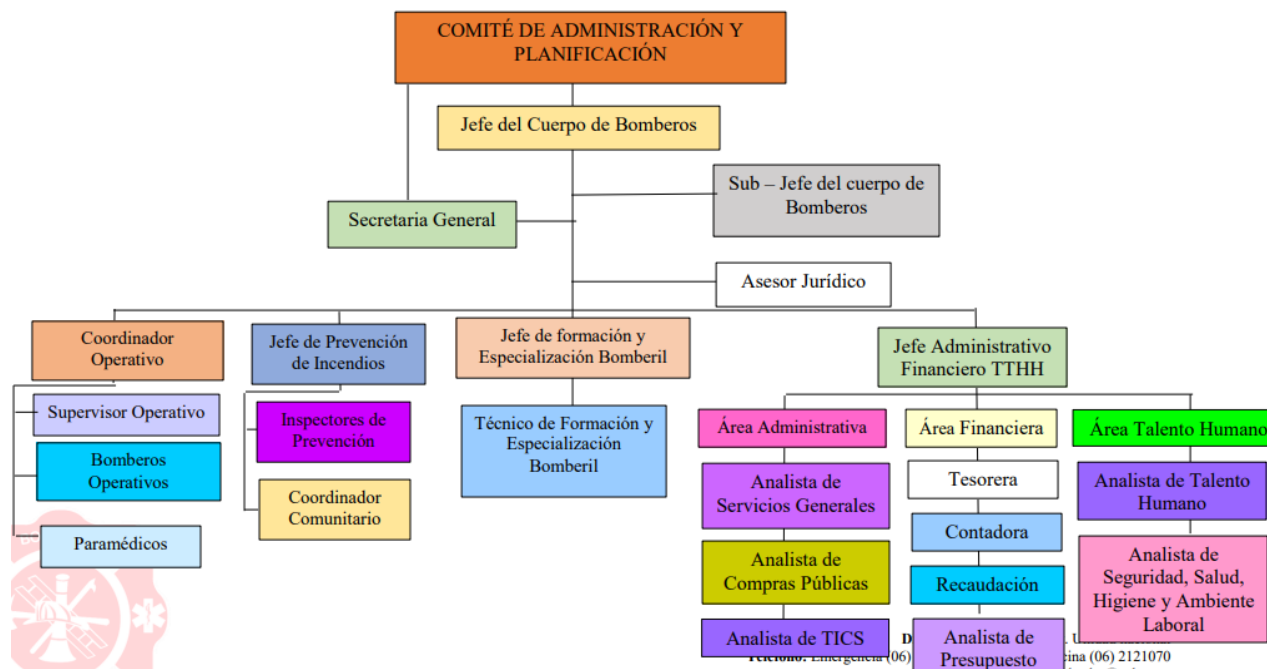 COMITÉ DE ADMINISTRACIÓN Y
PLANIFICACIÓN
Jefe del Cuerpo de Bomberos
Sub – Jefe del cuerpo de
Bomberos
Secretaria General
Asesor Jurídico
Coordinador
Operativo
Jefe de Prevención
de Incendios
Jefe de formación y
Especialización Bomberil
Jefe Administrativo
Financiero TTHH
Supervisor Operativo
Bomberos
Operativos
Paramédicos
Inspectores de
Prevención
Coordinador
Comunitario
Técnico de Formación y
Especialización
Bomberil
Área Administrativa
Analista de
Servicios Generales
Analista de
Compras Públicas
Analista de TICS
Área Financiera
Tesorera
Contadora
Recaudación
Analista de
Presupuesto
Área Talento Humano
Analista de Talento
Humano
Analista de
Seguridad, Salud,
Higiene y Ambiente
Laboral
(06) 2121070